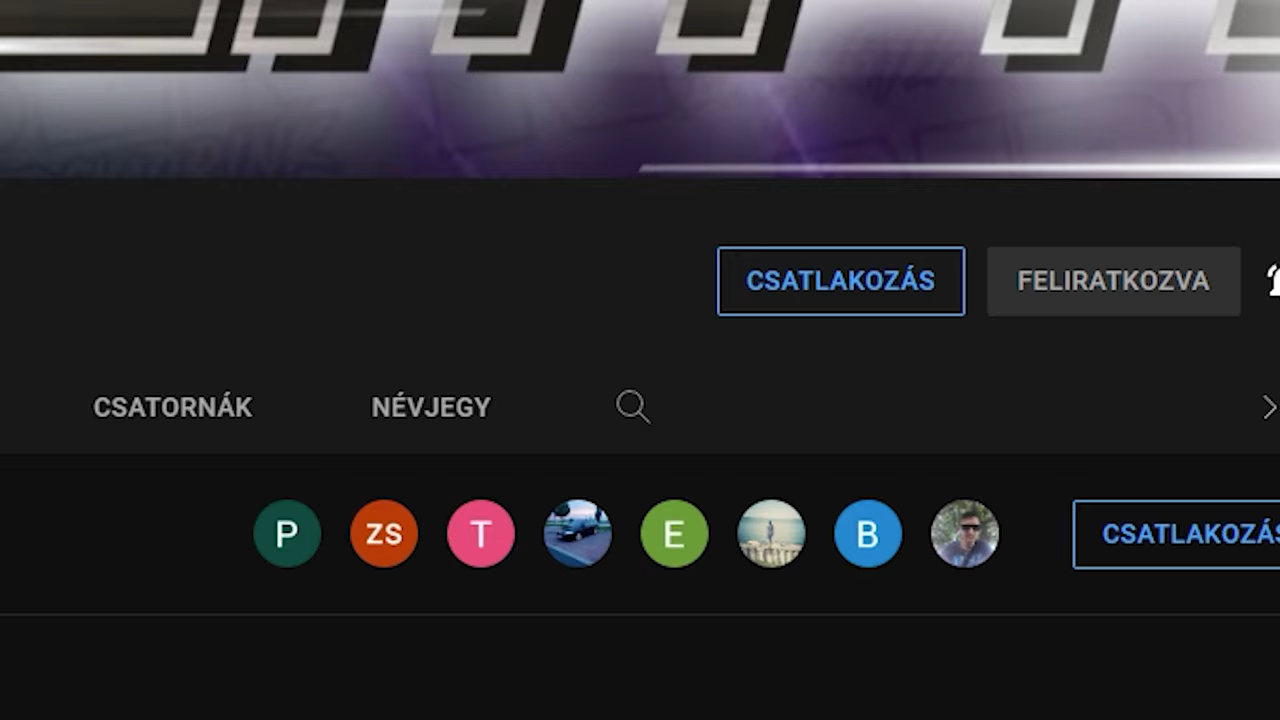 CSATLAKOZÁS FELIRATKOZVA
CSATORNÁK NÉVJEGY
P ZS T E B CSATLAKOZÁS